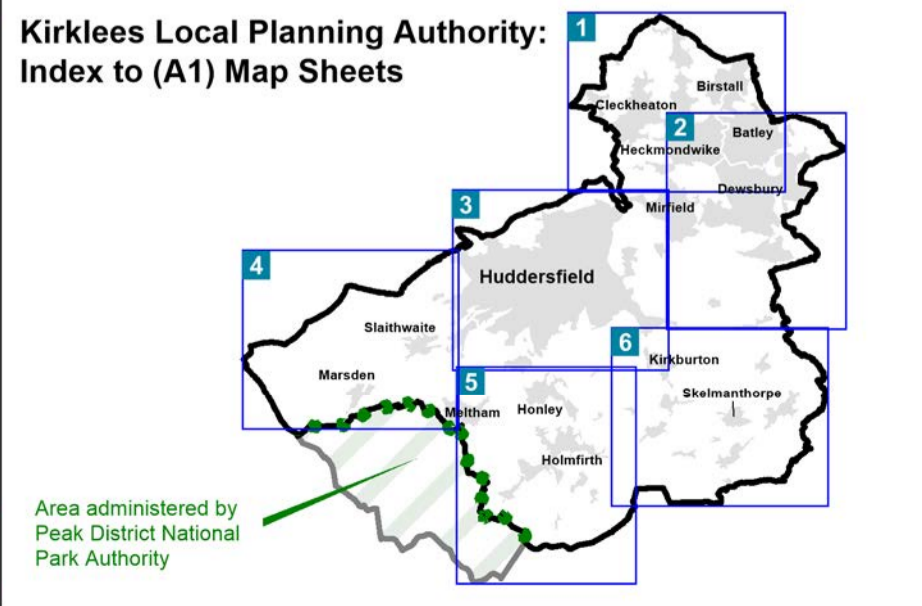 Kirklees Local Planning Authority:
Index to (A1) Map Sheets
1
Birstall
Cleckheaton
2
Batley
Heckmondwike
Dewsbury
3
Mirfield
4
Huddersfield
Slaithwaite
6
Kirkburton
Marsden
5
Skelmanthorpe
Meltham
Honley
Holmfirth
Area administered by
Peak District National
Park Authority